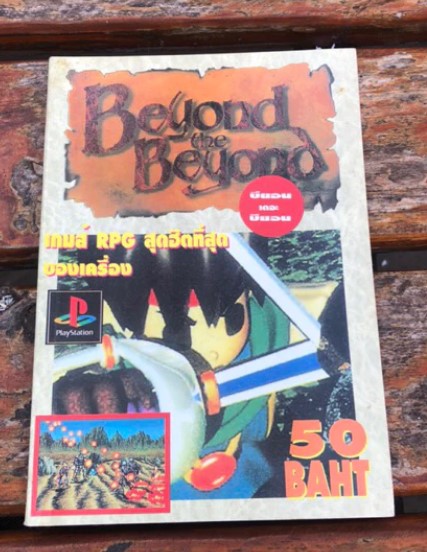 Beyond
the
Beyond
บียอน
เดอะ
บียอน
เกมส์ RPG สุดฮิตที่สุด
ของเครื่อง
PlayStation
50
BAHT